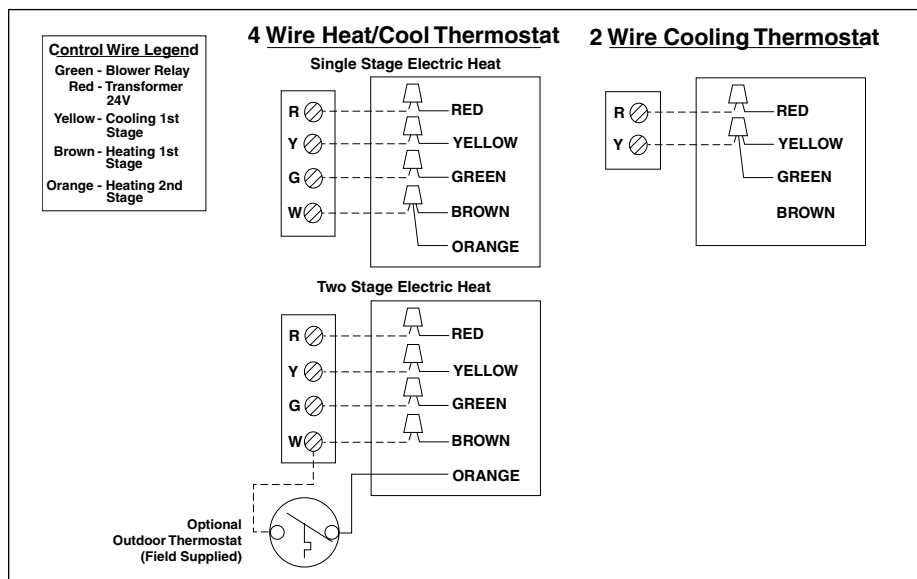 4 Wire Heat/Cool Thermostat
2 Wire Cooling Thermostat
Control Wire Legend
Green - Blower Relay
Red - Transformer
24V
Yellow - Cooling 1st
Stage
Brown - Heating 1st
Stage
Orange - Heating 2nd
Stage
Single Stage Electric Heat
R
RED
Y
YELLOW
G
GREEN
W
BROWN
ORANGE
R
RED
Y
YELLOW
GREEN
BROWN
Two Stage Electric Heat
R
RED
Y
YELLOW
G
GREEN
W
BROWN
ORANGE
Optional
Outdoor Thermostat
(Field Supplied)